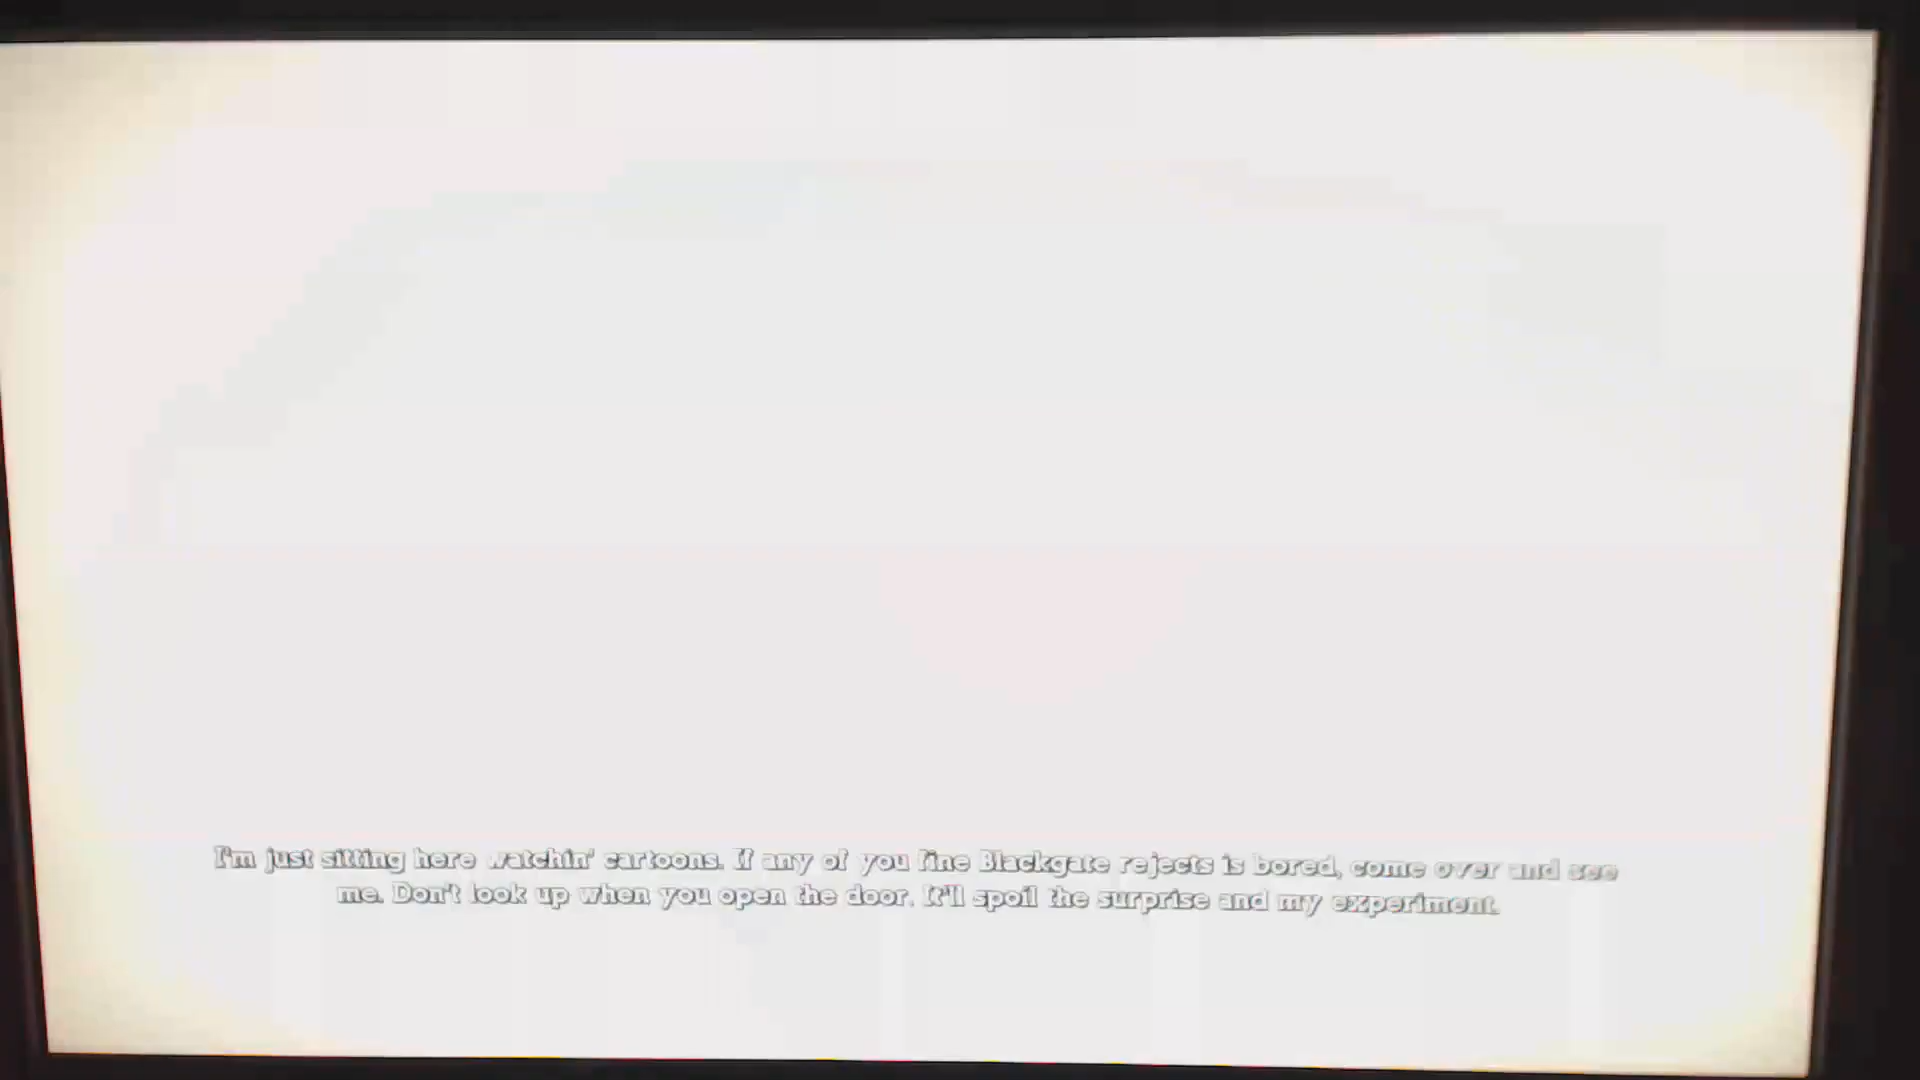 I'm just sitting here watchin' cartoons. If any of you fine Blackgate rejects is bored, come over and see
me. Don't look up when you open the door. It'll spoil the surprise and my experiment.